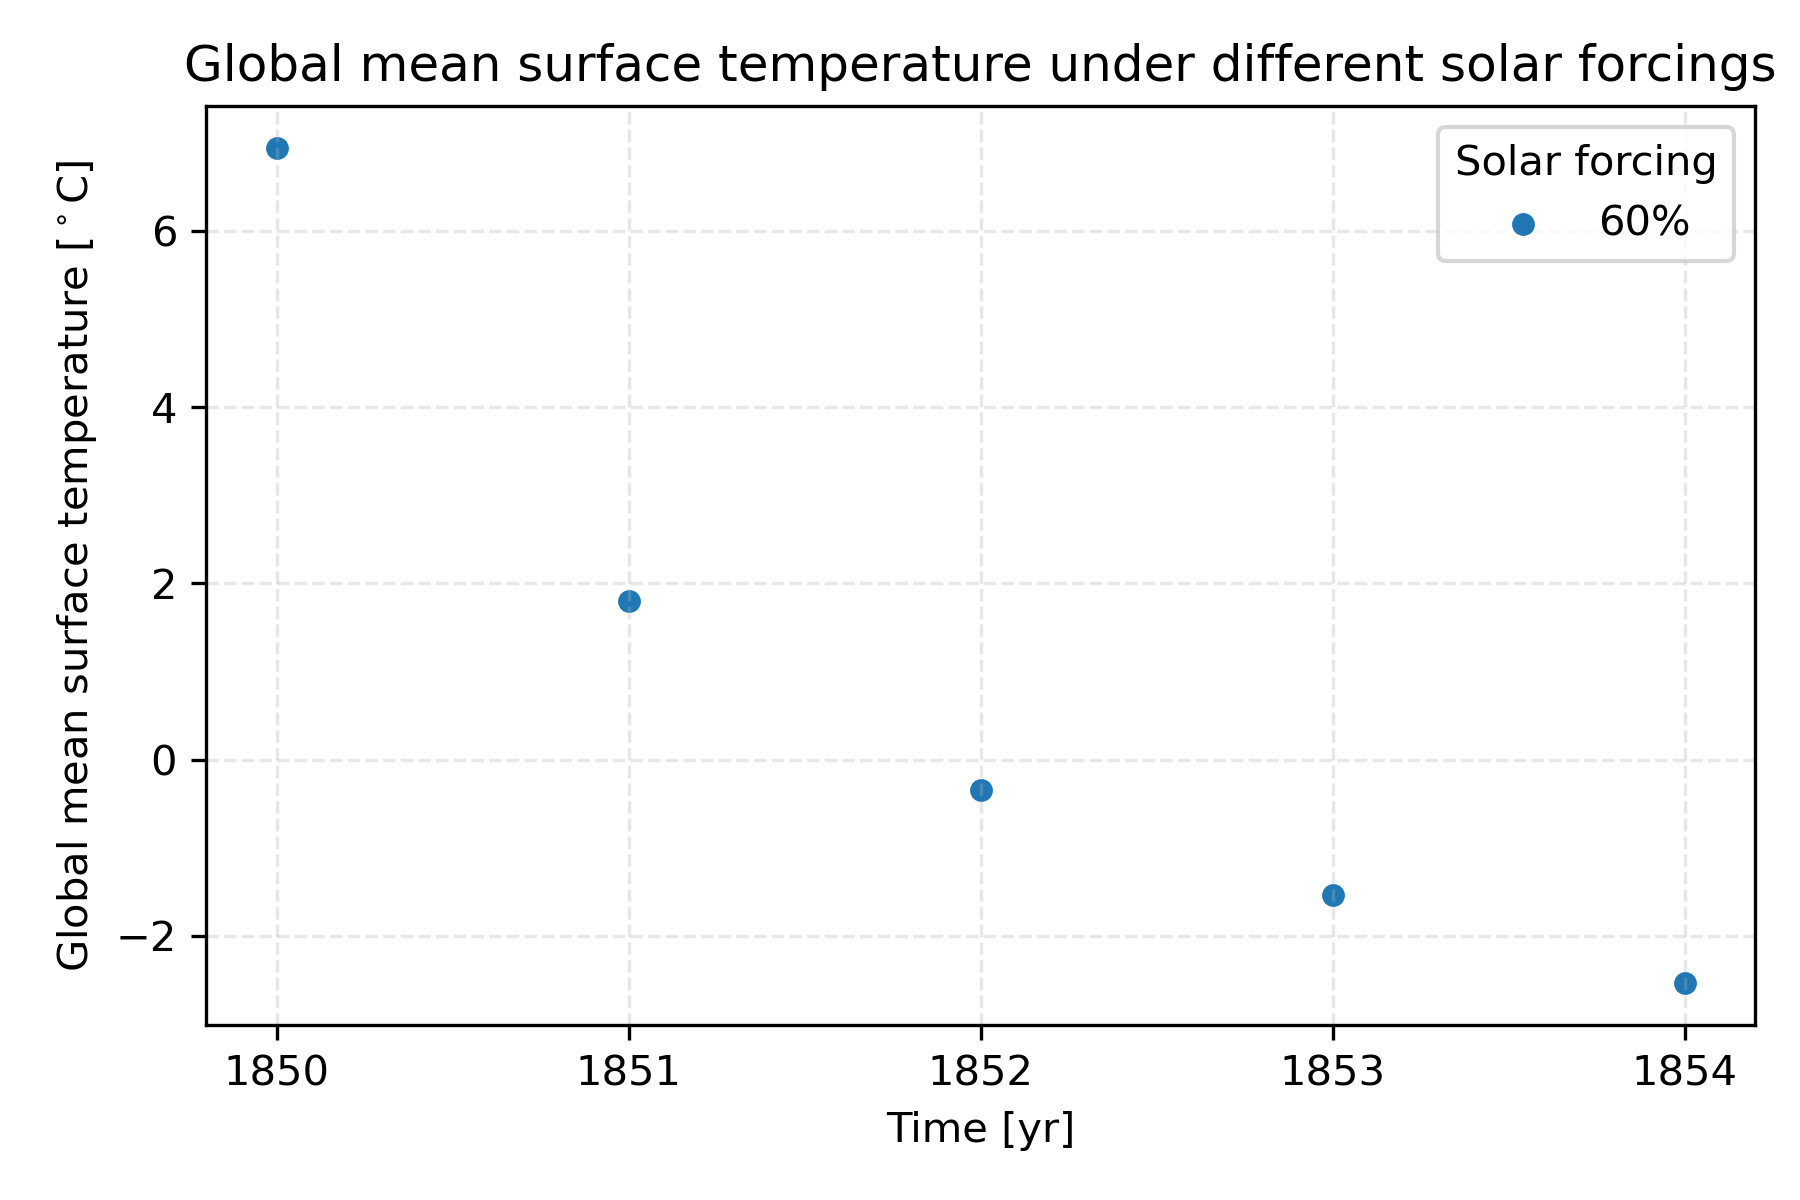 Global mean surface temperature under different solar forcings
Solar forcing
60%
Global mean surface temperature [°C]
6
4
2
0
−2
1850 1851 1852 1853 1854
Time [yr]